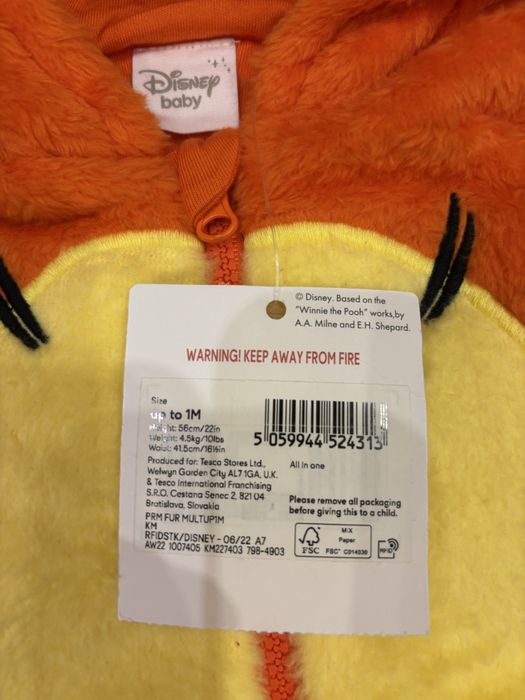 Disney
baby
© Disney. Based on the
"Winnie the Pooh" works,by
A.A. Milne and E.H. Shepard.
WARNING! KEEP AWAY FROM FIRE
Size
up to 1M
Height: 56cm/22in
Weight: 4.5kg/10lbs
Waist: 41.5cm/16½in
5 059944 524313
Produced for: Tesco Stores Ltd.,
Welwyn Garden City AL7 1GA, U.K.
& Tesco International Franchising
S.R.O. Cestana Senec 2, 821 04
Bratislava, Slovakia
All in one
PRM FUR MULTUP1M
KM
RFIDSTK/DISNEY - 06/22 A7
AW22 1007405 KM227403 798-4903
Please remove all packaging
before giving this to a child.
FSC
MIX
Paper
FSC® C014030
RFID